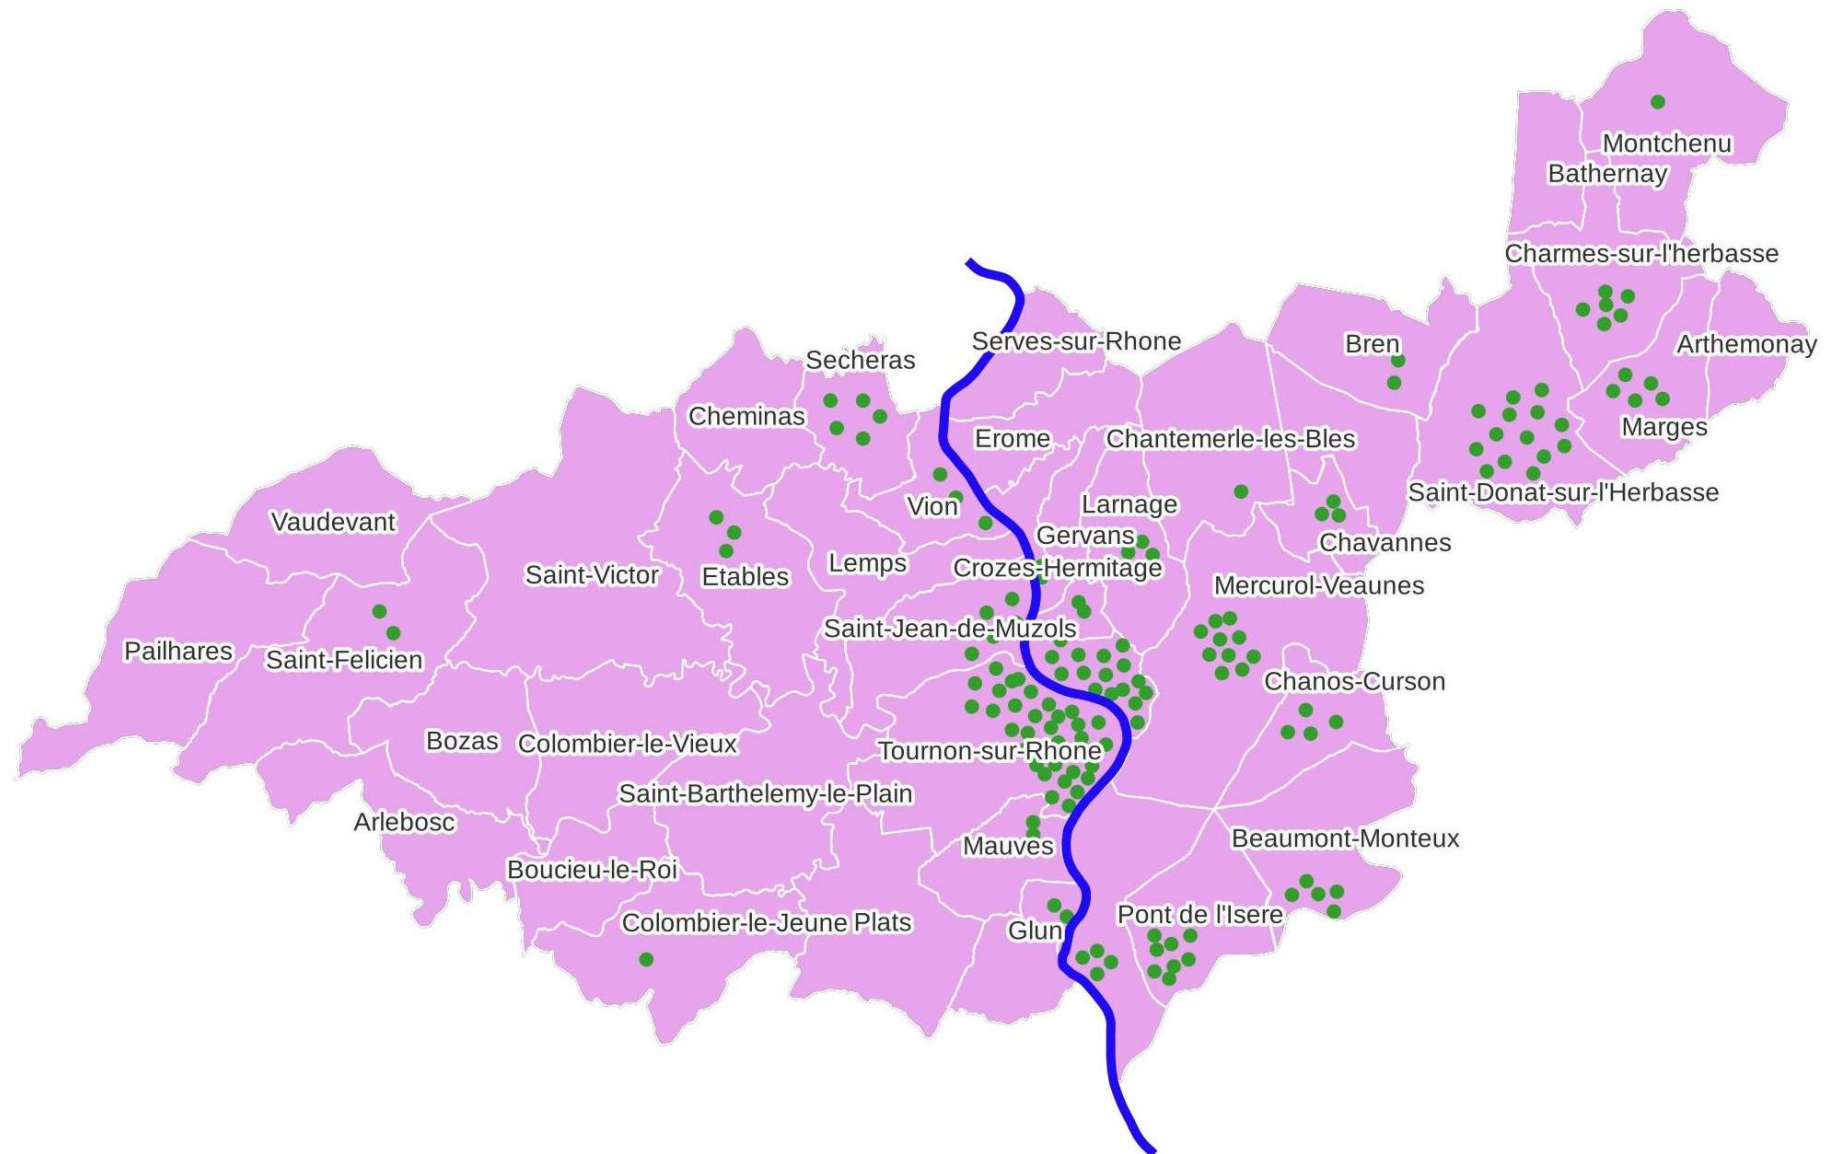 Montchenu
Bathernay
Charmes-sur-l'herbasse
Serves-sur-Rhone
Bren
Arthemonay
Secheras
Cheminas
Marges
Erome
Chantemerle-les-Bles
Saint-Donat-sur-l'Herbasse
Vion
Larnage
Vaudevant
Gervans
Chavannes
Lemps
Crozes-Hermitage
Saint-Victor
Etables
Mercurol-Veaunes
Saint-Jean-de-Muzols
Pailhares
Saint-Felicien
Chanos-Curson
Bozas
Colombier-le-Vieux
Tournon-sur-Rhone
Saint-Barthelemy-le-Plain
Arlebosc
Mauves
Beaumont-Monteux
Boucieu-le-Roi
Pont de l'Isere
Colombier-le-Jeune
Plats
Glun